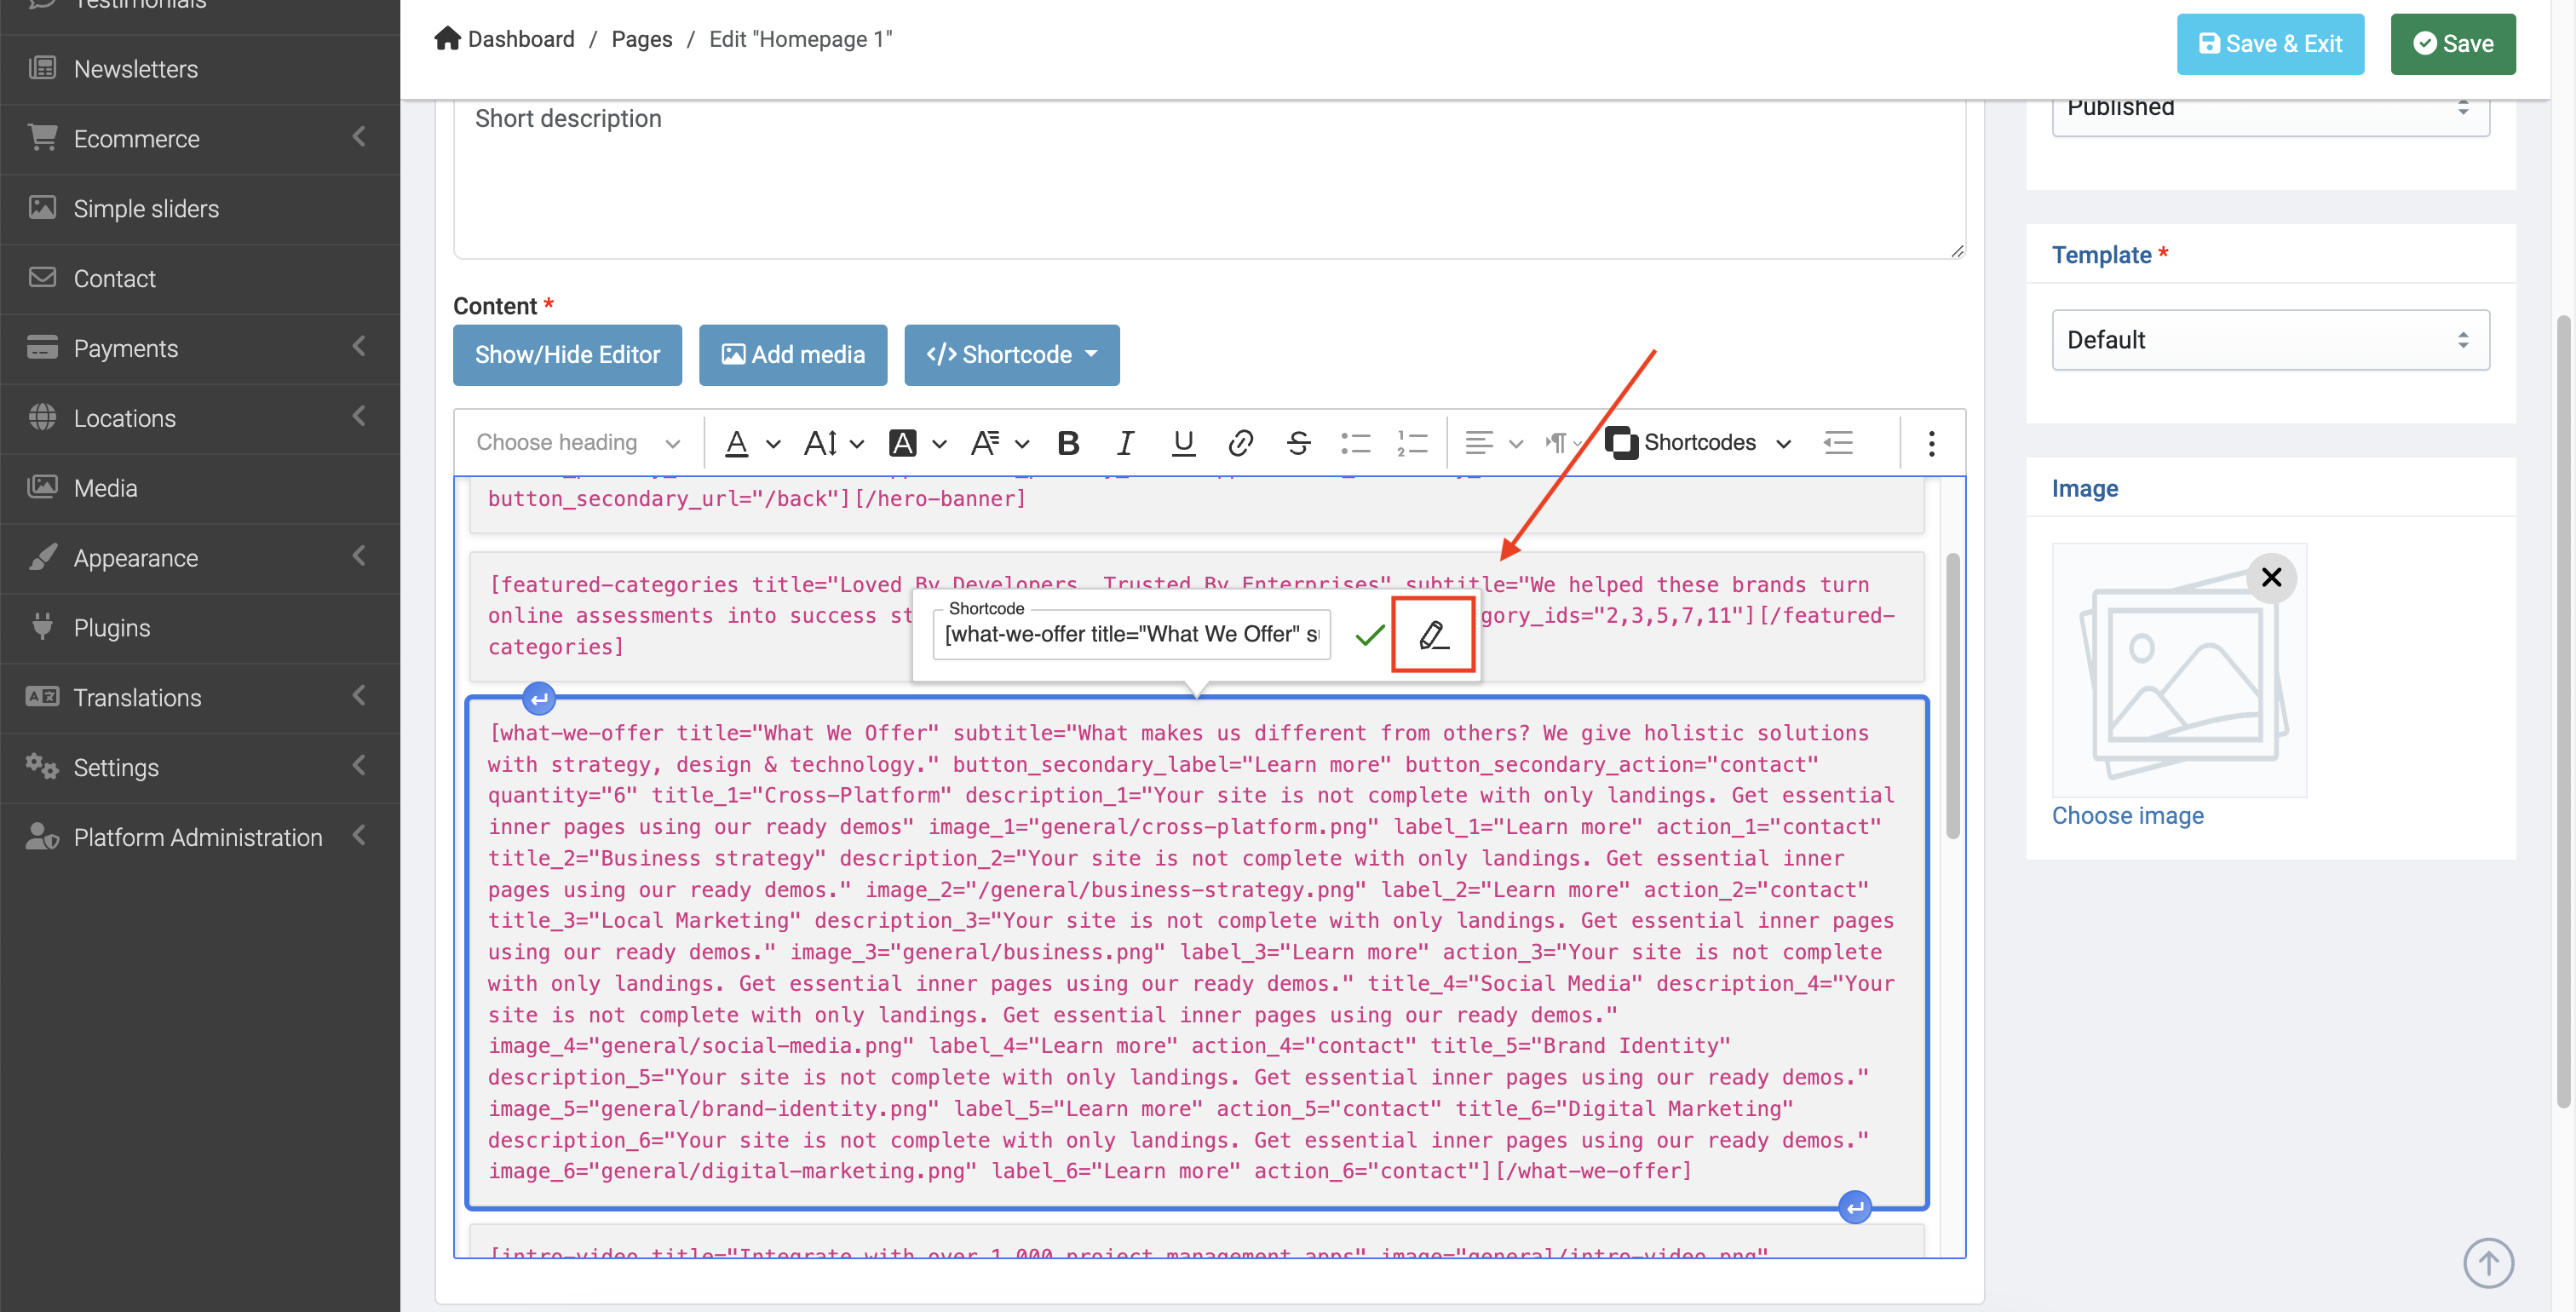 Testimonials
Newsletters
Ecommerce
Simple sliders
Contact
Payments
Locations
Media
Appearance
Plugins
Translations
Settings
Platform Administration
Dashboard / Pages / Edit "Homepage 1"
Save & Exit
Save
Short description
Content *
Show/Hide Editor
Add media
</> Shortcode
Choose heading
Shortcodes
button_secondary_url="/back"][/hero-banner]
[featured-categories title="Loved By Developers Trusted By Enterprises" subtitle="We helped these brands turn
online assessments into success st
gory_ids="2,3,5,7,11"][/featured-
categories]
Shortcode
[what-we-offer title="What We Offer" s
[what-we-offer title="What We Offer" subtitle="What makes us different from others? We give holistic solutions
with strategy, design & technology." button_secondary_label="Learn more" button_secondary_action="contact"
quantity="6" title_1="Cross-Platform" description_1="Your site is not complete with only landings. Get essential
inner pages using our ready demos" image_1="general/cross-platform.png" label_1="Learn more" action_1="contact"
title_2="Business strategy" description_2="Your site is not complete with only landings. Get essential inner
pages using our ready demos." image_2="/general/business-strategy.png" label_2="Learn more" action_2="contact"
title_3="Local Marketing" description_3="Your site is not complete with only landings. Get essential inner pages
using our ready demos." image_3="general/business.png" label_3="Learn more" action_3="Your site is not complete
with only landings. Get essential inner pages using our ready demos." title_4="Social Media" description_4="Your
site is not complete with only landings. Get essential inner pages using our ready demos."
image_4="general/social-media.png" label_4="Learn more" action_4="contact" title_5="Brand Identity"
description_5="Your site is not complete with only landings. Get essential inner pages using our ready demos."
image_5="general/brand-identity.png" label_5="Learn more" action_5="contact" title_6="Digital Marketing"
description_6="Your site is not complete with only landings. Get essential inner pages using our ready demos."
image_6="general/digital-marketing.png" label_6="Learn more" action_6="contact"][/what-we-offer]
[intro-video title="Integrate with over 1,000 project management apps" image="general/intro-video.png"
Published
Template *
Default
Image
Choose image